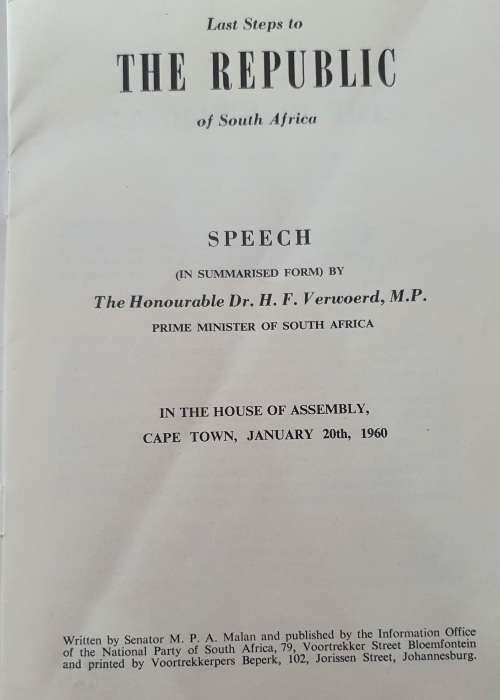 Last Steps to
THE REPUBLIC
of South Africa
SPEECH
(IN SUMMARISED FORM) BY
The Honourable Dr. H. F. Verwoerd, M.P.
PRIME MINISTER OF SOUTH AFRICA
IN THE HOUSE OF ASSEMBLY,
CAPE TOWN, JANUARY 20th, 1960
Written by Senator M. P. A. Malan and published by the Information Office
of the National Party of South Africa, 79, Voortrekker Street Bloemfontein
and printed by Voortrekkerpers Beperk, 102, Jorissen Street, Johannesburg.